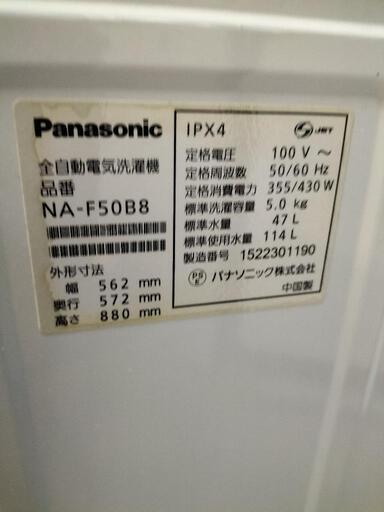 Panasonic
全自動電気洗濯機
品番
NA-F50B8
外形寸法
幅 562 mm
奥行 572 mm
高さ 880 mm
IPX4
JET
定格電圧 100 V ～
定格周波数 50/60 Hz
定格消費電力 355/430 W
標準洗濯容量 5.0 kg
標準水量 47 L
標準使用水量 114 L
製造番号 1522301190
PS E パナソニック株式会社
中国製